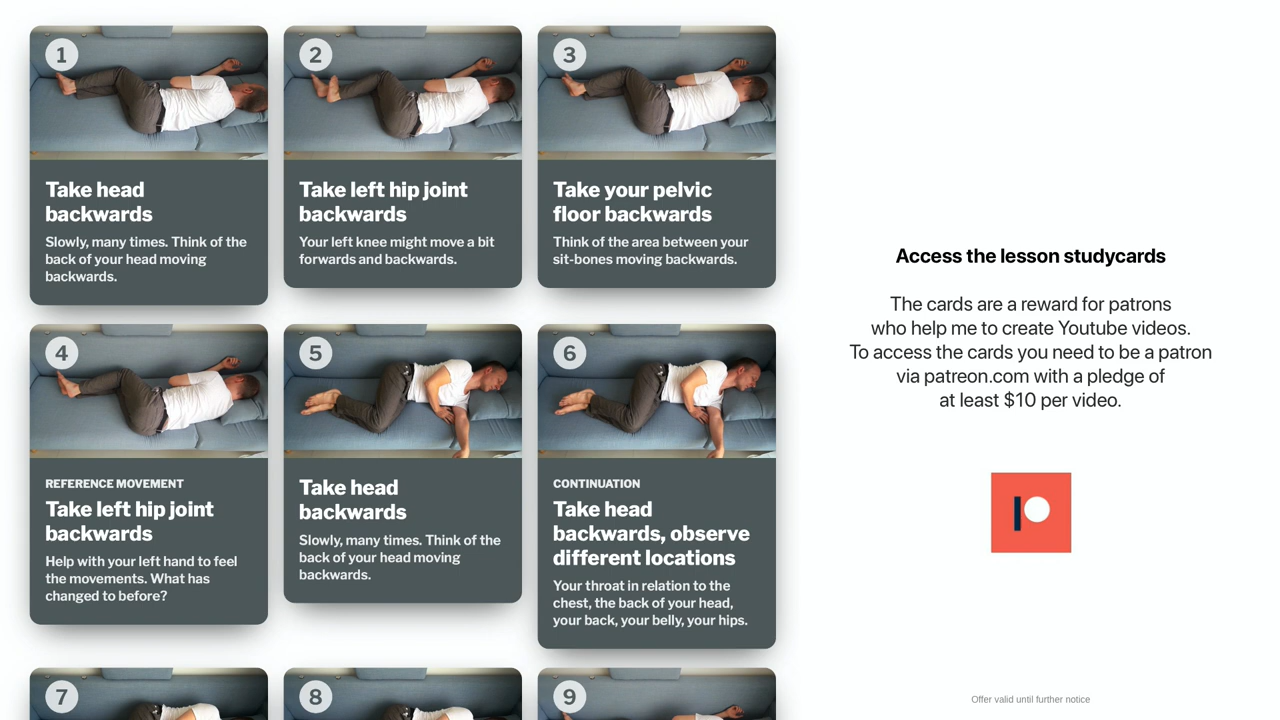 1
Take head
backwards
Slowly, many times. Think of the
back of your head moving
backwards.
2
Take left hip joint
backwards
Your left knee might move a bit
forwards and backwards.
3
Take your pelvic
floor backwards
Think of the area between your
sit-bones moving backwards.
4
REFERENCE MOVEMENT
Take left hip joint
backwards
Help with your left hand to feel
the movements. What has
changed to before?
5
Take head
backwards
Slowly, many times. Think of the
back of your head moving
backwards.
6
CONTINUATION
Take head
backwards, observe
different locations
Your throat in relation to the
chest, the back of your head,
your back, your belly, your hips.
7
8
9
Access the lesson studycards
The cards are a reward for patrons
who help me to create Youtube videos.
To access the cards you need to be a patron
via patreon.com with a pledge of
at least $10 per video.
Offer valid until further notice